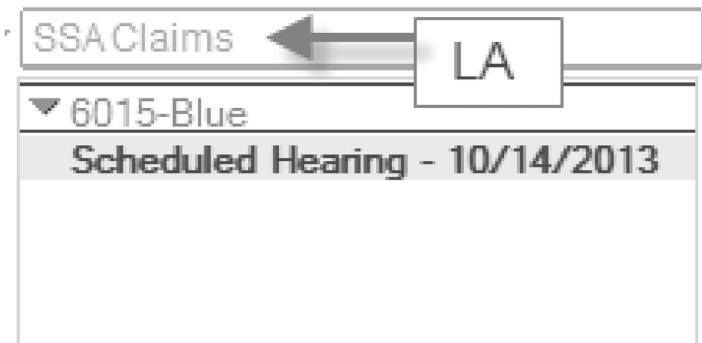 SSA Claims
LA
6015-Blue
Scheduled Hearing - 10/14/2013